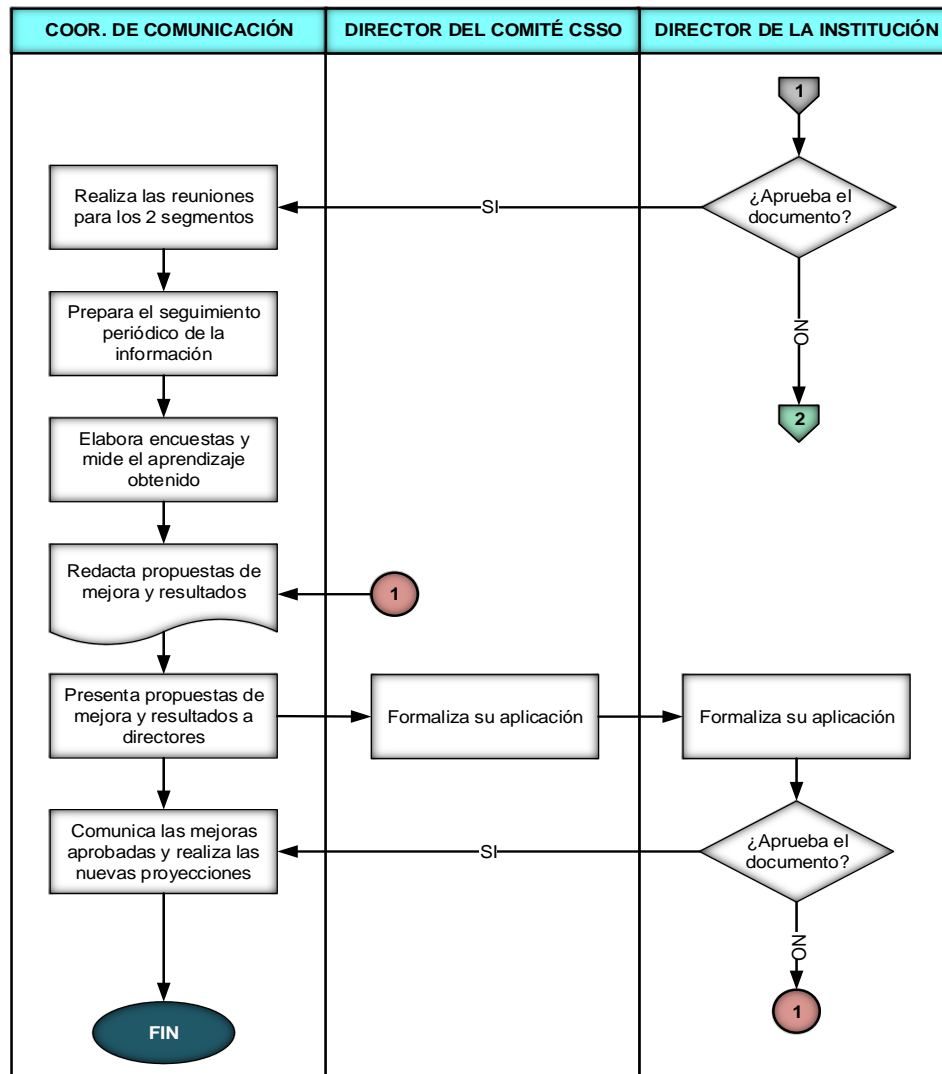 COOR. DE COMUNICACIÓN
DIRECTOR DEL COMITÉ CSSO
DIRECTOR DE LA INSTITUCIÓN
1
¿Aprueba el
documento?
SI
Realiza las reuniones
para los 2 segmentos
NO
2
Prepara el seguimiento
periódico de la
información
Elabora encuestas y
mide el aprendizaje
obtenido
Redacta propuestas de
mejora y resultados
1
Presenta propuestas de
mejora y resultados a
directores
Formaliza su aplicación
Formaliza su aplicación
¿Aprueba el
documento?
SI
Comunica las mejoras
aprobadas y realiza las
nuevas proyecciones
NO
1
FIN